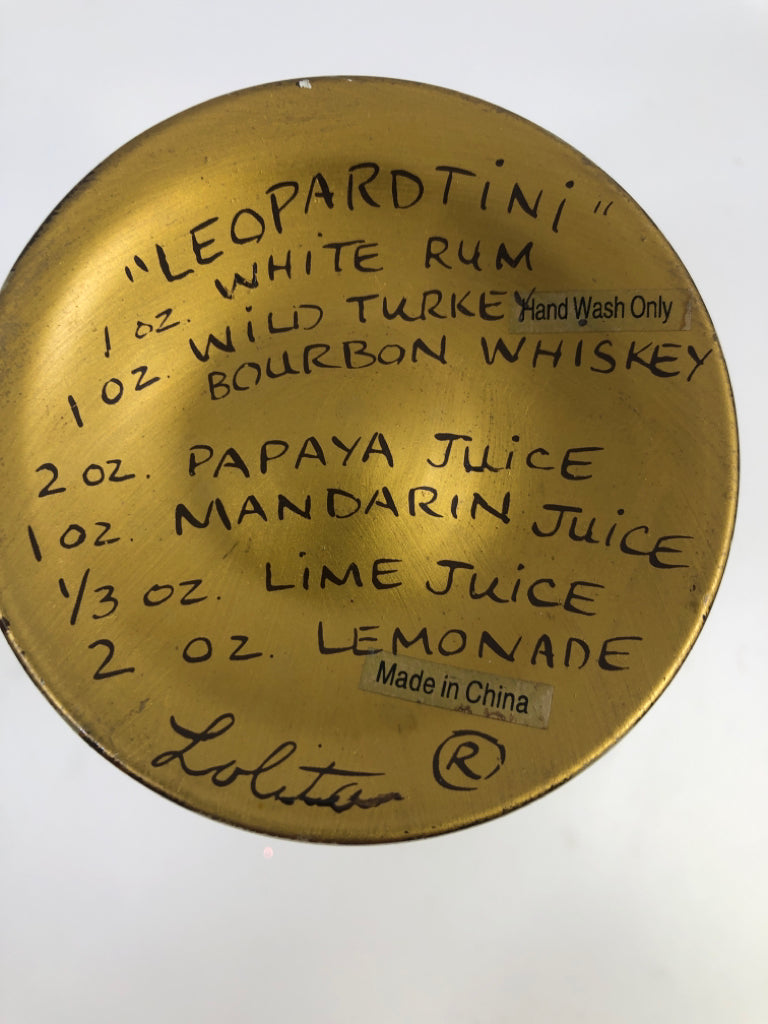 "LEOPARDTiNi"
1 oz. WHiTE RUM
1 OZ. WiLD TURKEY
BOURBON WHiSKEY
Hand Wash Only
2 OZ. PAPAYA JUiCE
1 OZ. MANDARIN JUiCE
1/3 OZ. LiME JUiCE
2 OZ. LEMONADE
Made in China
Lolita ®